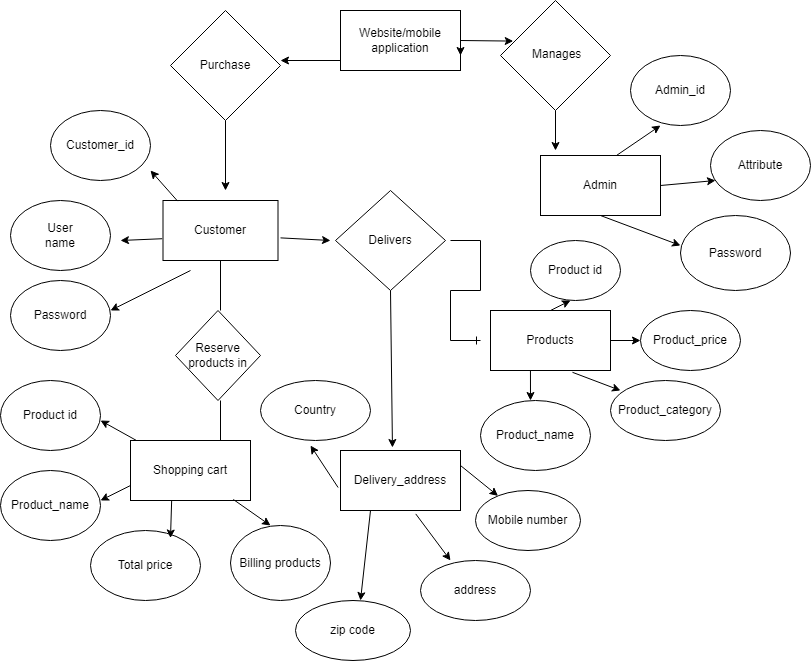 Website/mobile
application
Purchase
Manages
Admin_id
Customer_id
Attribute
Admin
User
name
Customer
Delivers
Password
Product id
Password
Products
Product_price
Reserve
products in
Country
Product_category
Product id
Product_name
Shopping cart
Delivery_address
Product_name
Mobile number
Total price
Billing products
address
zip code